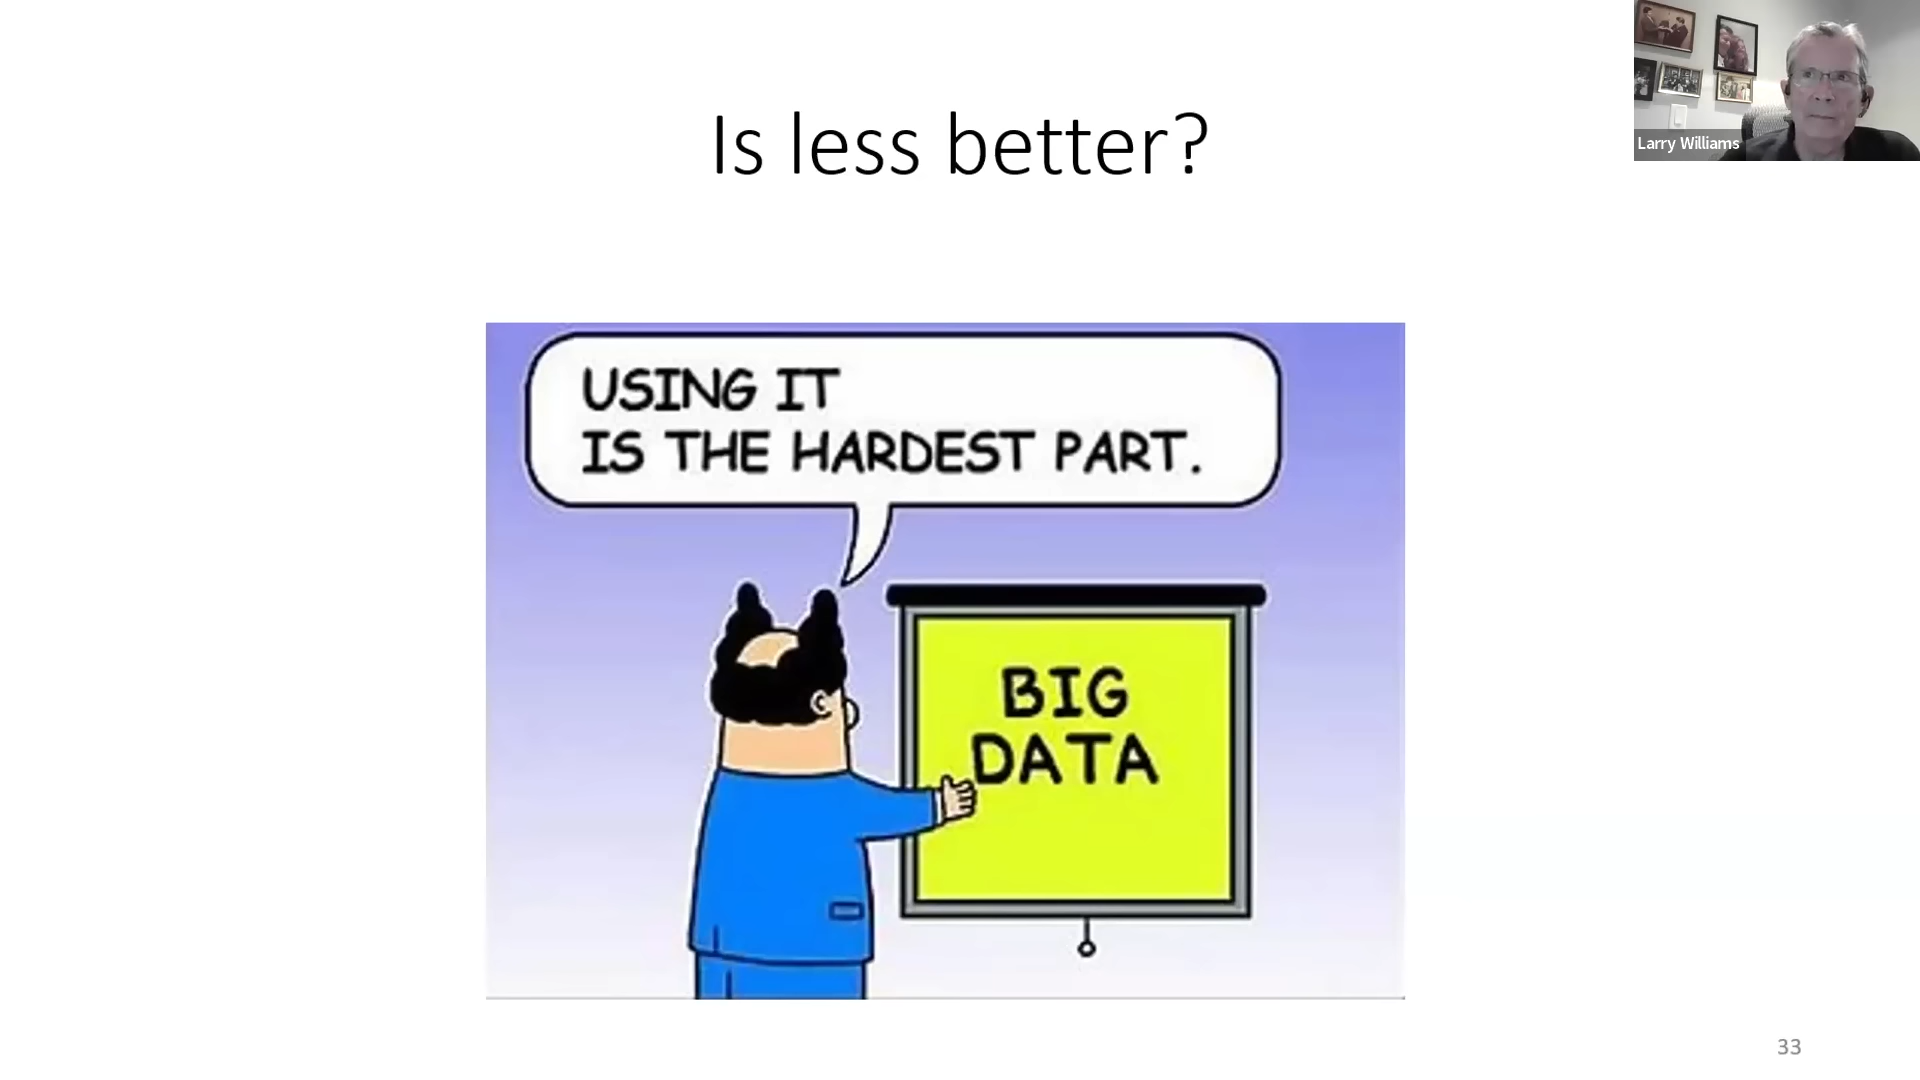 Is less better?
Larry Williams
USING IT
IS THE HARDEST PART.
BIG
DATA
33